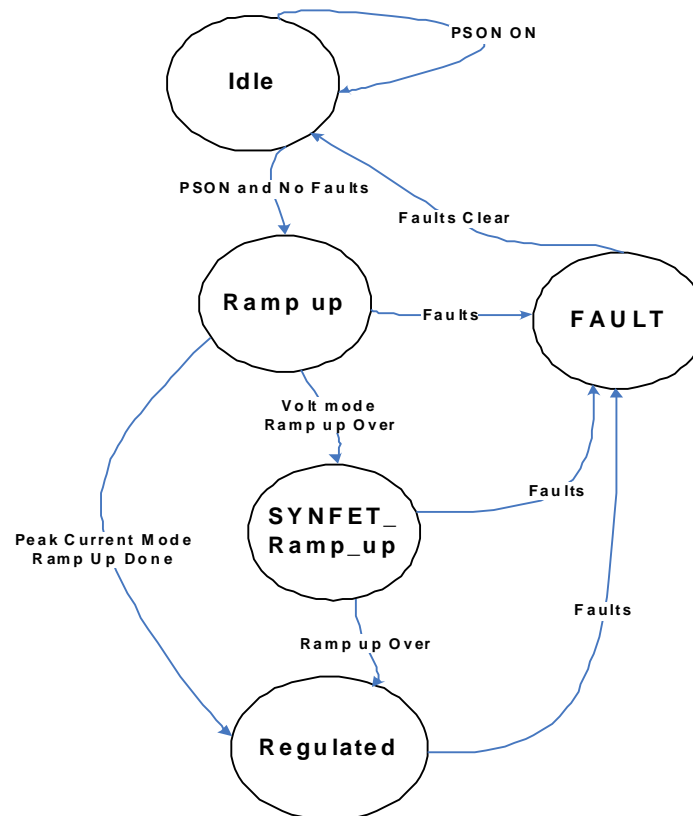 PSON ON
Idle
PSON and No Faults
Faults Clear
Ramp up
Faults
FAULT
Volt mode
Ramp up Over
SYNFET_
Ramp_up
Faults
Peak Current Mode
Ramp Up Done
Faults
Ramp up Over
Regulated